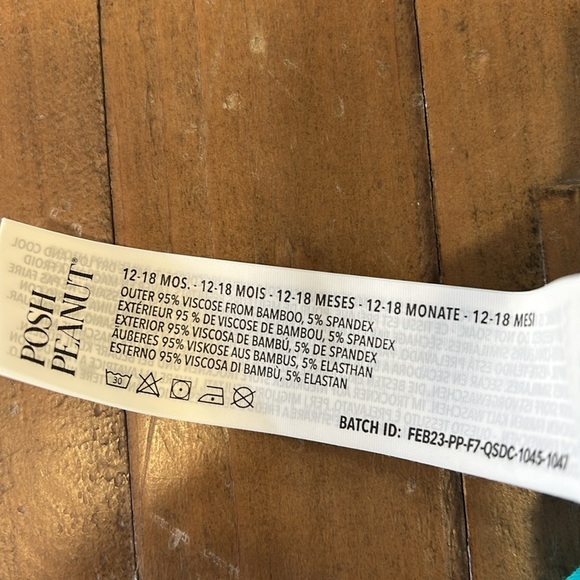 POSH
PEANUT®
12-18 MOS. - 12-18 MOIS - 12-18 MESES - 12-18 MONATE - 12-18 MESI
OUTER 95% VISCOSE FROM BAMBOO, 5% SPANDEX
EXTÉRIEUR 95 % DE VISCOSE DE BAMBOU, 5% SPANDEX
EXTERIOR 95% VISCOSA DE BAMBÚ, 5% DE SPANDEX
ÄUßERES 95% VISKOSE AUS BAMBUS, 5% ELASTHAN
ESTERNO 95% VISCOSA DI BAMBÙ, 5% ELASTAN
30
BATCH ID: FEB23-PP-F7-QSDC-1045-1047